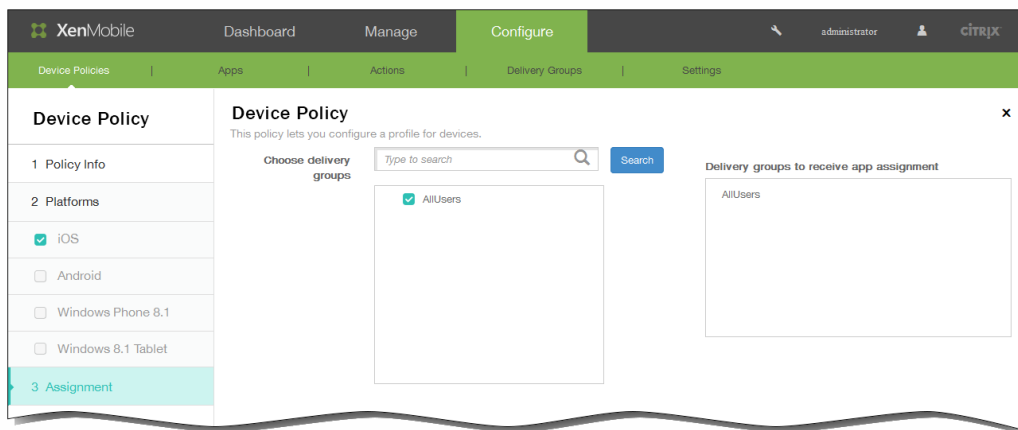 XenMobile Dashboard Manage Configure administrator CİTRIX
Device Policies | Apps | Actions | Delivery Groups | Settings
Device Policy
1 Policy Info
2 Platforms
iOS
Android
Windows Phone 8.1
Windows 8.1 Tablet
3 Assignment
Device Policy x
This policy lets you configure a profile for devices.
Choose delivery
groups
Type to search Search
AllUsers
Delivery groups to receive app assignment
AllUsers